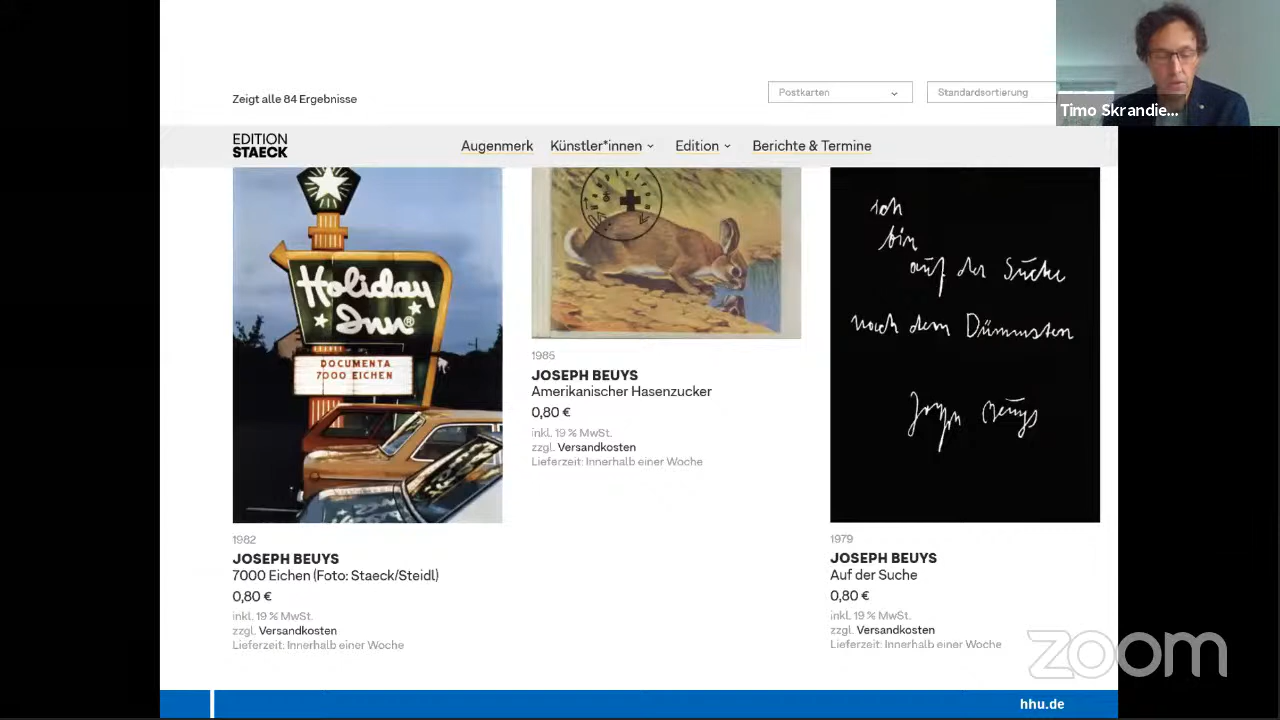 Zeigt alle 84 Ergebnisse
Postkarten
Standardsortierung
Timo Skrandie...
EDITION
STAECK
Augenmerk
Künstler*innen
Edition
Berichte & Termine
Holiday
Inn®
DOCUMENTA
7000 EICHEN
1982
JOSEPH BEUYS
7000 Eichen (Foto: Staeck/Steidl)
0,80 €
inkl. 19 % MwSt.
zzgl. Versandkosten
Lieferzeit: Innerhalb einer Woche
1985
JOSEPH BEUYS
Amerikanischer Hasenzucker
0,80 €
inkl. 19 % MwSt.
zzgl. Versandkosten
Lieferzeit: Innerhalb einer Woche
ich
bin
auf der Suche
nach dem Dümmsten
Joseph Beuys
1979
JOSEPH BEUYS
Auf der Suche
0,80 €
inkl. 19 % MwSt.
zzgl. Versandkosten
Lieferzeit: Innerhalb einer Woche
zoom
hhu.de